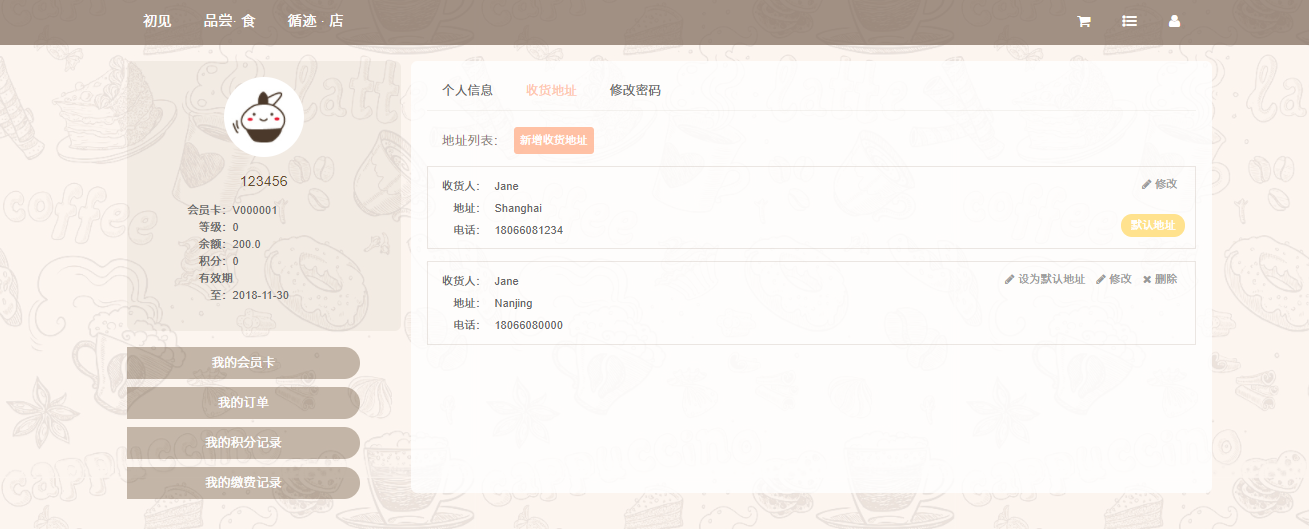 初见 品尝· 食 循迹 · 店
123456
会员卡：V000001
等级：0
余额：200.0
积分：0
有效期
至：2018-11-30
我的会员卡
我的订单
我的积分记录
我的缴费记录
个人信息 收货地址 修改密码
地址列表： 新增收货地址
收货人： Jane 修改
地址： Shanghai
电话： 18066081234 默认地址
收货人： Jane 设为默认地址 修改 删除
地址： Nanjing
电话： 18066080000
coffee
Latt
La